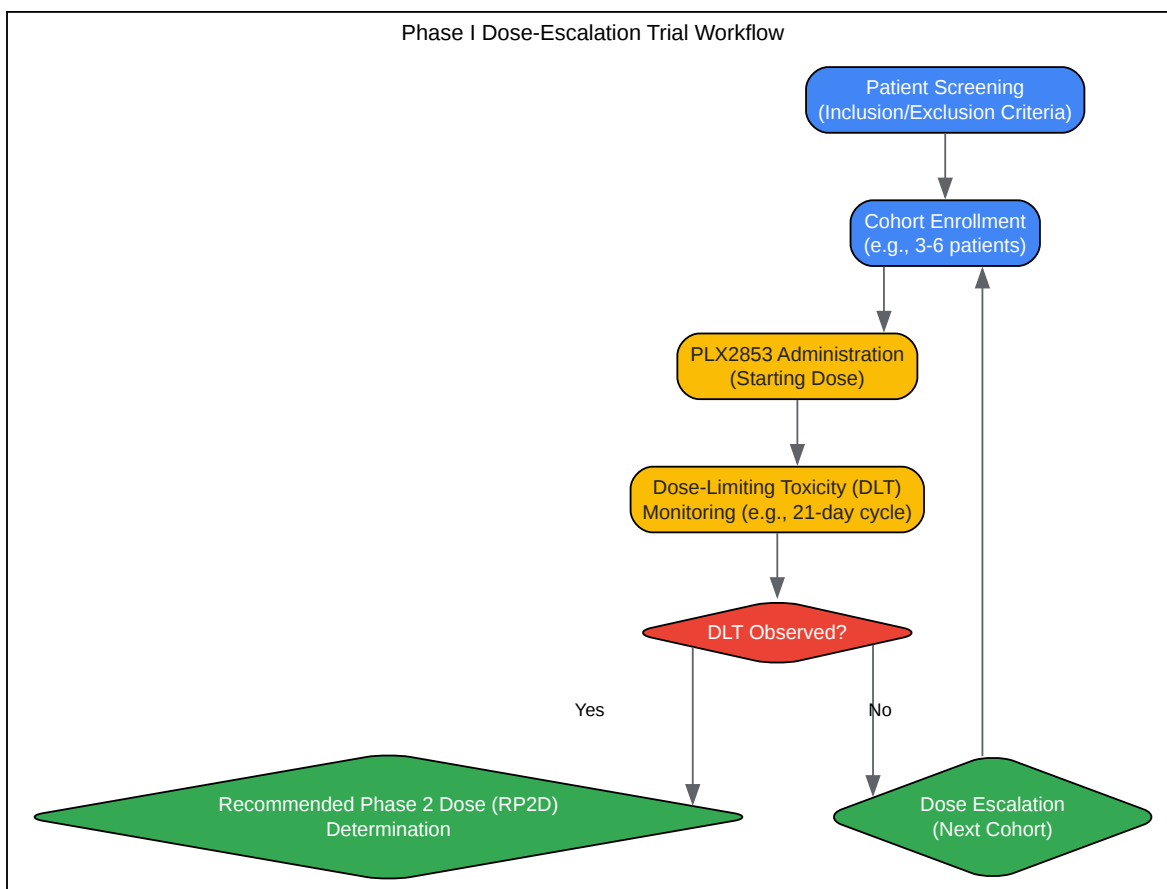 Phase I Dose-Escalation Trial Workflow
Patient Screening
(Inclusion/Exclusion Criteria)
Cohort Enrollment
(e.g., 3-6 patients)
PLX2853 Administration
(Starting Dose)
Dose-Limiting Toxicity (DLT)
Monitoring (e.g., 21-day cycle)
DLT Observed?
Yes
No
Recommended Phase 2 Dose (RP2D)
Determination
Dose Escalation
(Next Cohort)